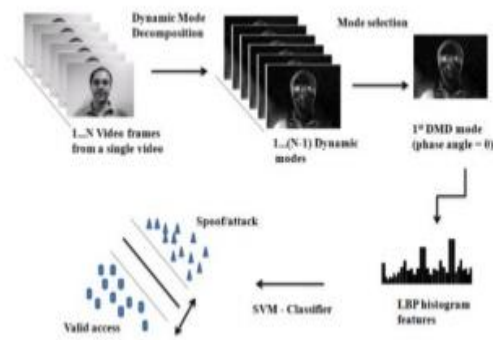 Dynamic Mode
Decomposition
Mode selection
1...N Video frames
from a single video
1...(N-1) Dynamic
modes
1st DMD mode
(phase angle = 0)
Spoof/attack
Valid access
SVM - Classifier
LBP histogram
features